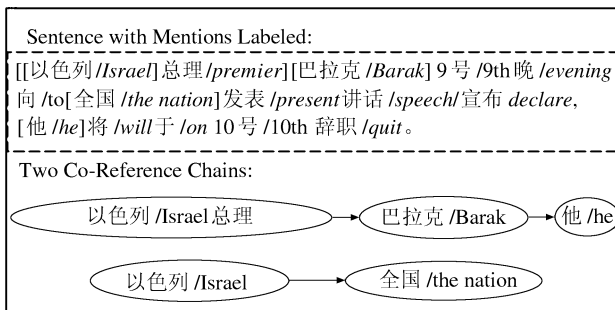 Sentence with Mentions Labeled:
[[以色列/Israel]总理/premier][巴拉克/Barak] 9号/9th晚/evening
向/to[全国/the nation]发表/present讲话/speech/宣布 declare,
[他/he]将/will于/on 10号/10th 辞职/quit。
Two Co-Reference Chains:
以色列/Israel总理 巴拉克/Barak 他/he
以色列/Israel 全国/the nation